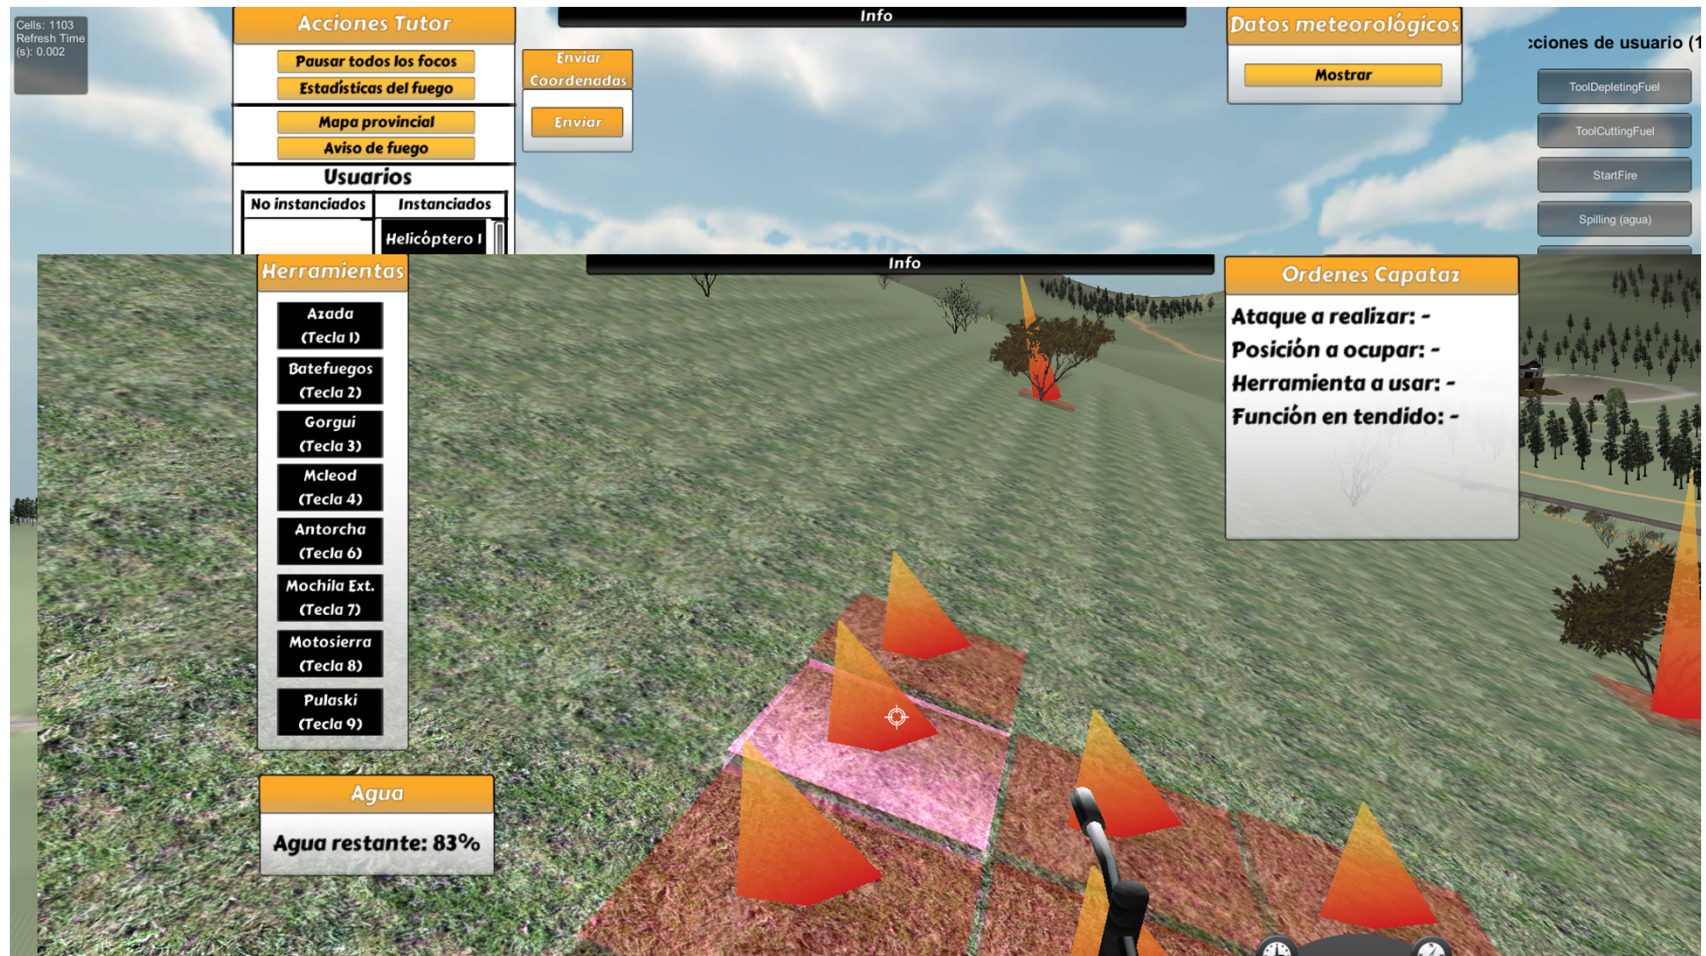 Cells: 1103
Refresh Time
(s): 0.002
Acciones Tutor
Pausar todos los focos
Estadísticas del fuego
Mapa provincial
Aviso de fuego
Usuarios
No instanciados
Instanciados
Helicóptero 1
Enviar
Coordenadas
Enviar
Info
Datos meteorológicos
Mostrar
cciones de usuario (1
ToolDepletingFuel
ToolCuttingFuel
StartFire
Spilling (agua)
Herramientas
Azada
(Tecla 1)
Batefuegos
(Tecla 2)
Gorgui
(Tecla 3)
Mcleod
(Tecla 4)
Antorcha
(Tecla 6)
Mochila Ext.
(Tecla 7)
Motosierra
(Tecla 8)
Pulaski
(Tecla 9)
Agua
Agua restante: 83%
Info
Ordenes Capataz
Ataque a realizar: -
Posición a ocupar: -
Herramienta a usar: -
Función en tendido: -